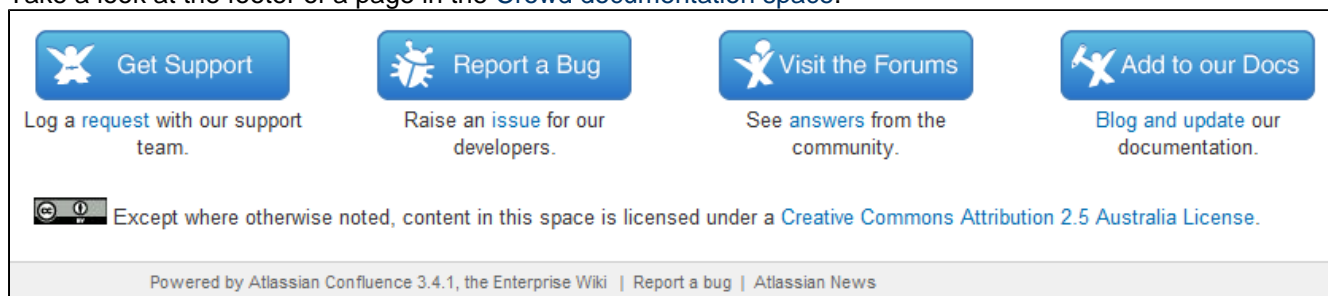 Take a look at the footer of a page in the Crowd documentation space:
Get Support Report a Bug Visit the Forums Add to our Docs
Log a request with our support team. Raise an issue for our developers. See answers from the community. Blog and update our documentation.
cc BY Except where otherwise noted, content in this space is licensed under a Creative Commons Attribution 2.5 Australia License.
Powered by Atlassian Confluence 3.4.1, the Enterprise Wiki | Report a bug | Atlassian News